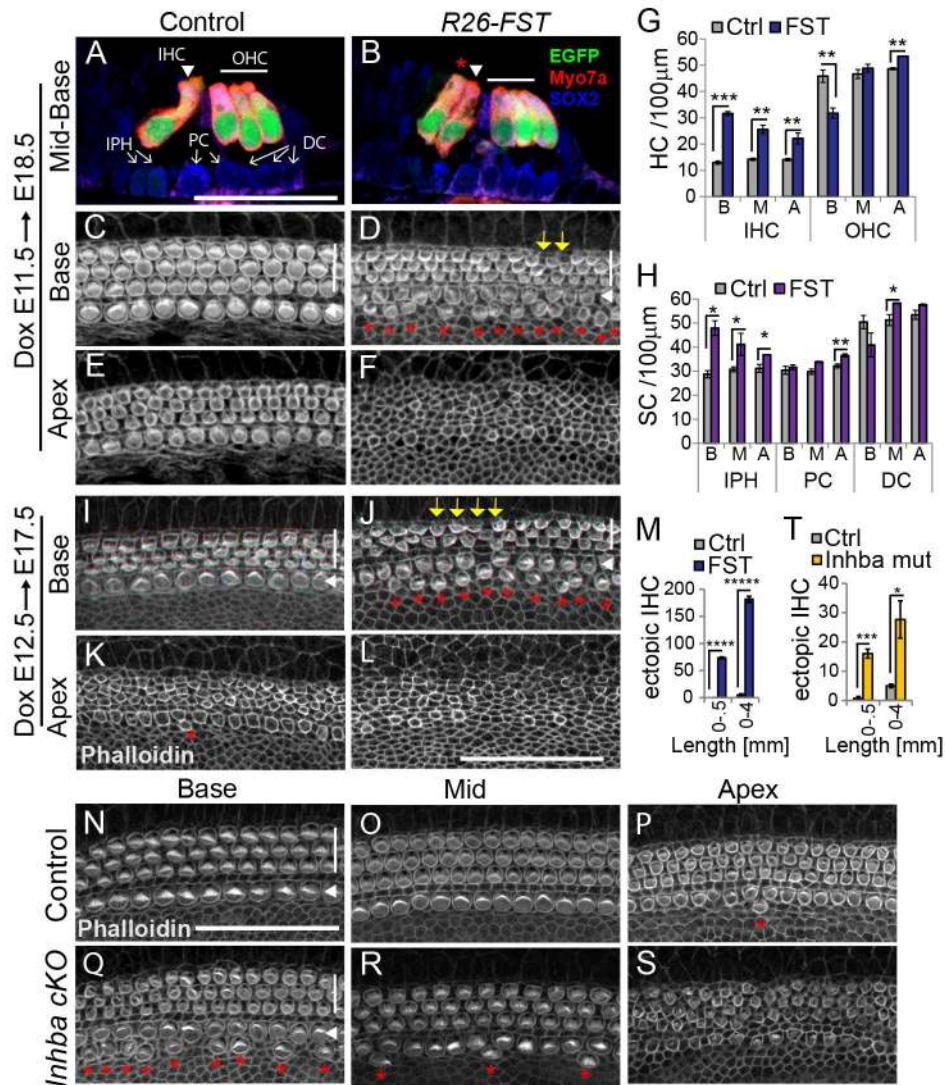 Control
R26-FST
Dox E11.5 → E18.5
Mid-Base
Base
Apex
A
IHC
OHC
IPH
PC
DC
B
*
EGFP
Myo7a
SOX2
C
D
* * * * * * * * * * *
E
F
G
Ctrl FST
HC /100µm
60
50
40
30
20
10
0
*** ** ** ** **
B M A B M A
IHC OHC
H
Ctrl FST
SC /100µm
60
50
40
30
20
10
0
* * * ** *
B M A B M A B M A
IPH PC DC
Dox E12.5 → E17.5
Base
Apex
I
J
* * * * * * * * * *
K
Phalloidin
*
L
M
Ctrl
FST
ectopic IHC
200
150
100
50
0
**** *****
0-.5
0-4
Length [mm]
T
Ctrl
Inhba mut
ectopic IHC
40
30
20
10
0
*** *
0-.5
0-4
Length [mm]
Base Mid Apex
Control
Inhba cKO
N
Phalloidin
O
P
*
Q
* * * * * * * * *
R
* * *
S